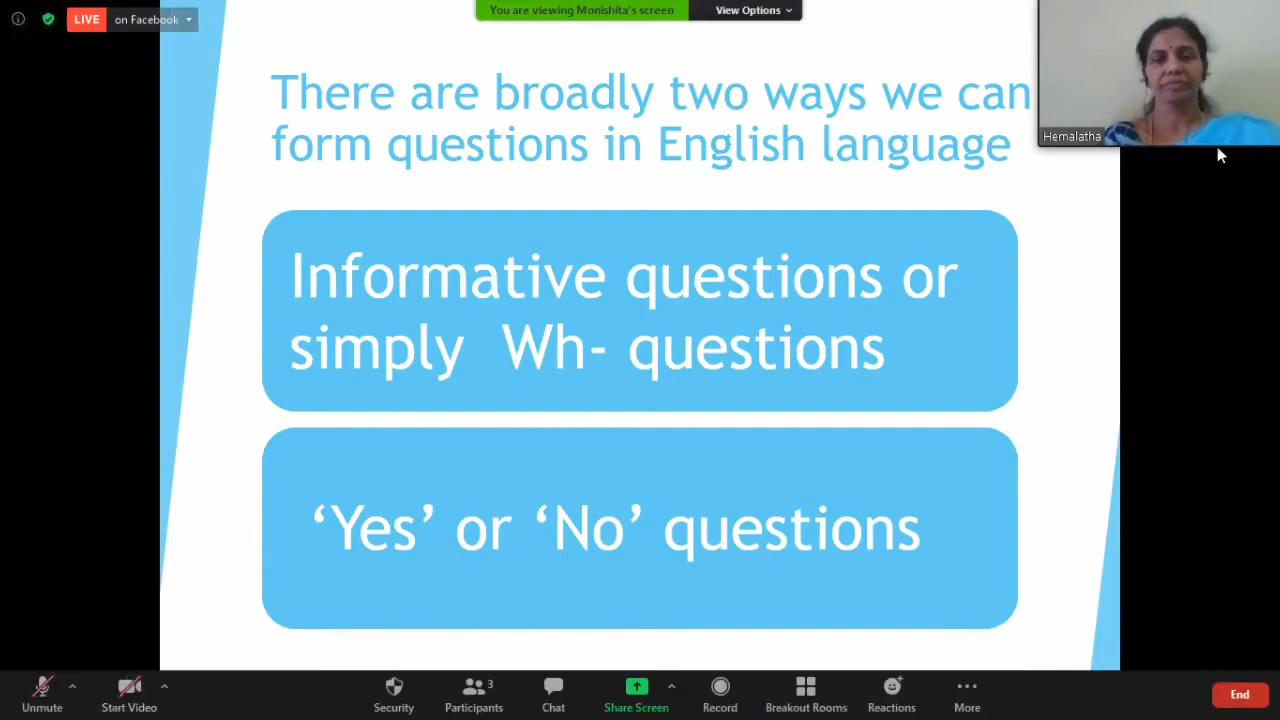 LIVE on Facebook
You are viewing Monishita's screen View Options
There are broadly two ways we can
form questions in English language
Hemalatha
Informative questions or
simply Wh- questions
‘Yes’ or ‘No’ questions
Unmute
Start Video
Security
3
Participants
Chat
Share Screen
Record
Breakout Rooms
Reactions
More
End